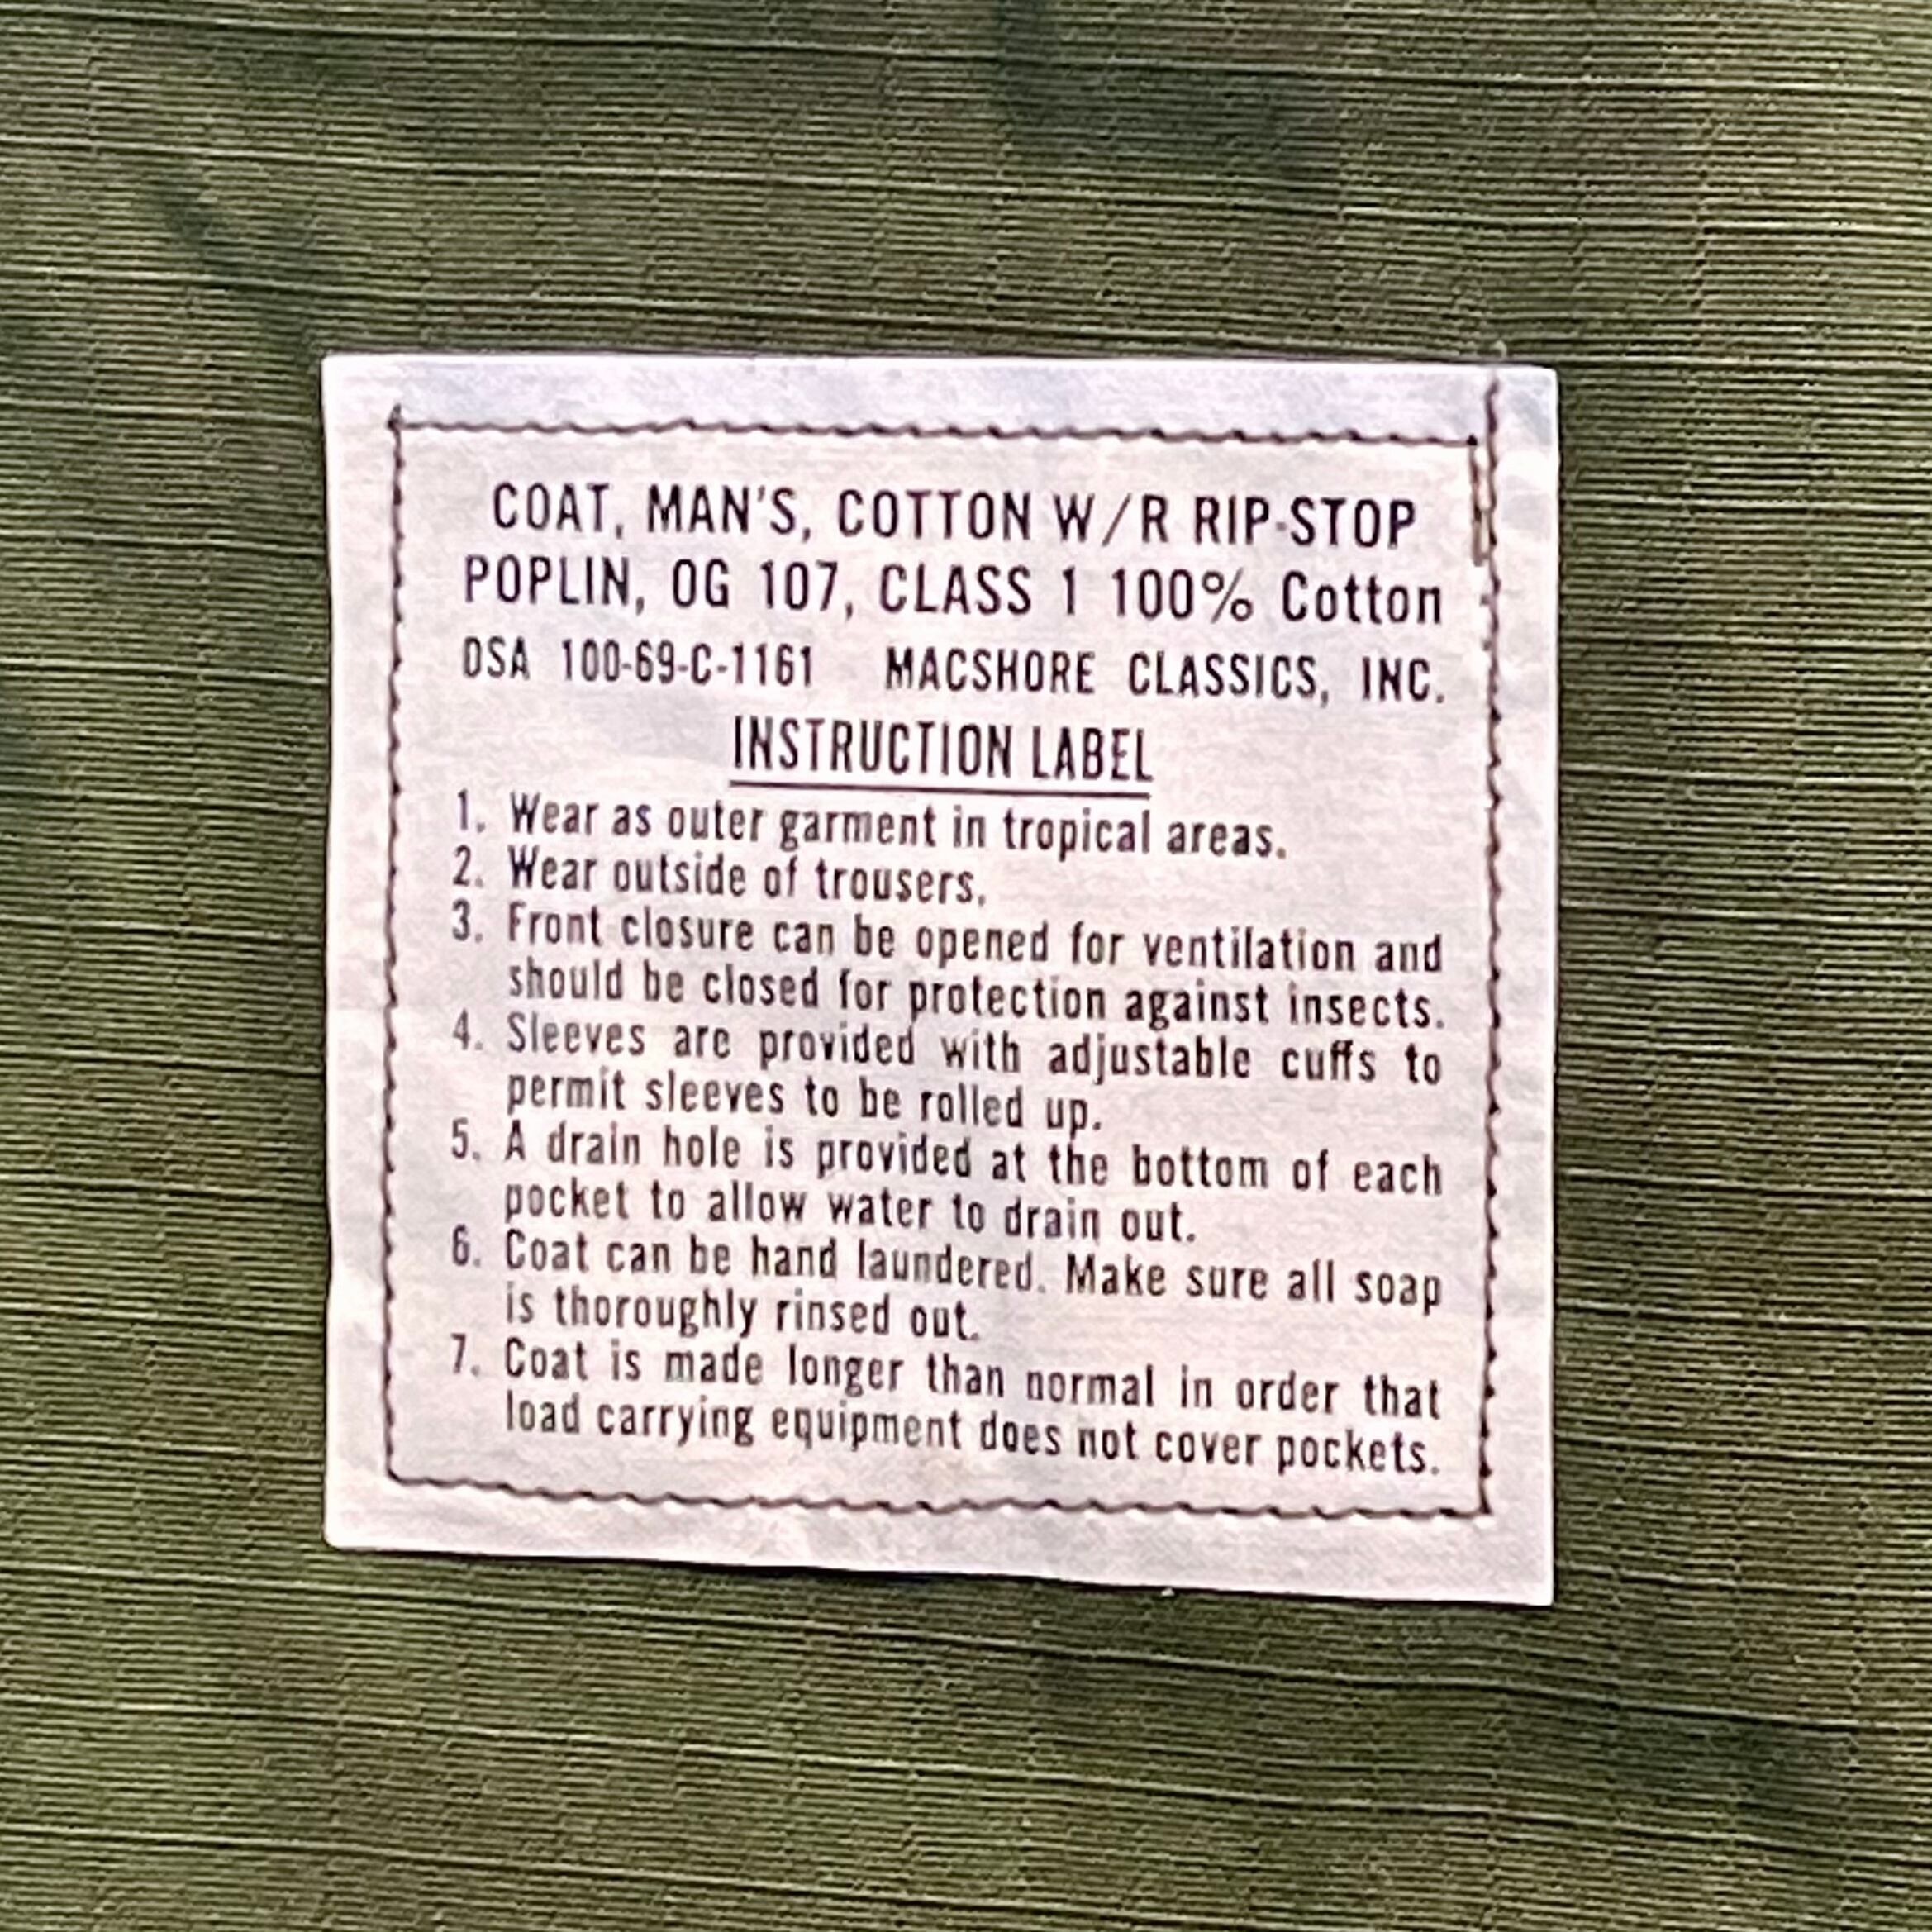 COAT, MAN'S, COTTON W/R RIP-STOP
POPLIN, OG 107, CLASS 1 100% Cotton
DSA 100-69-C-1161 MACSHORE CLASSICS, INC.
INSTRUCTION LABEL
1. Wear as outer garment in tropical areas.
2. Wear outside of trousers.
3. Front closure can be opened for ventilation and
should be closed for protection against insects.
4. Sleeves are provided with adjustable cuffs to
permit sleeves to be rolled up.
5. A drain hole is provided at the bottom of each
pocket to allow water to drain out.
6. Coat can be hand laundered. Make sure all soap
is thoroughly rinsed out.
7. Coat is made longer than normal in order that
load carrying equipment does not cover pockets.